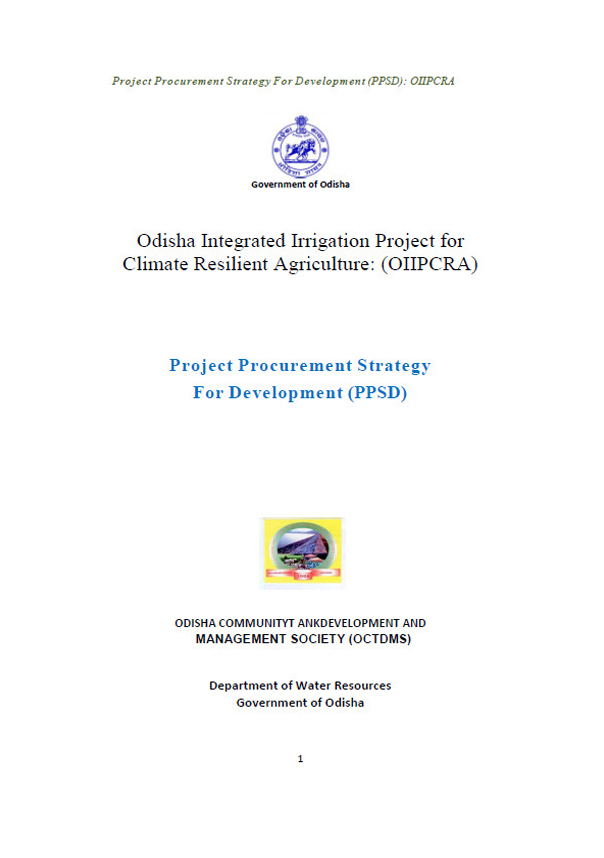 Project Procurement Strategy For Development (PPSD): OIIPCRA
Government of Odisha
Odisha Integrated Irrigation Project for
Climate Resilient Agriculture: (OIIPCRA)
Project Procurement Strategy
For Development (PPSD)
ODISHA COMMUNITYT ANKDEVELOPMENT AND
MANAGEMENT SOCIETY (OCTDMS)
Department of Water Resources
Government of Odisha
1